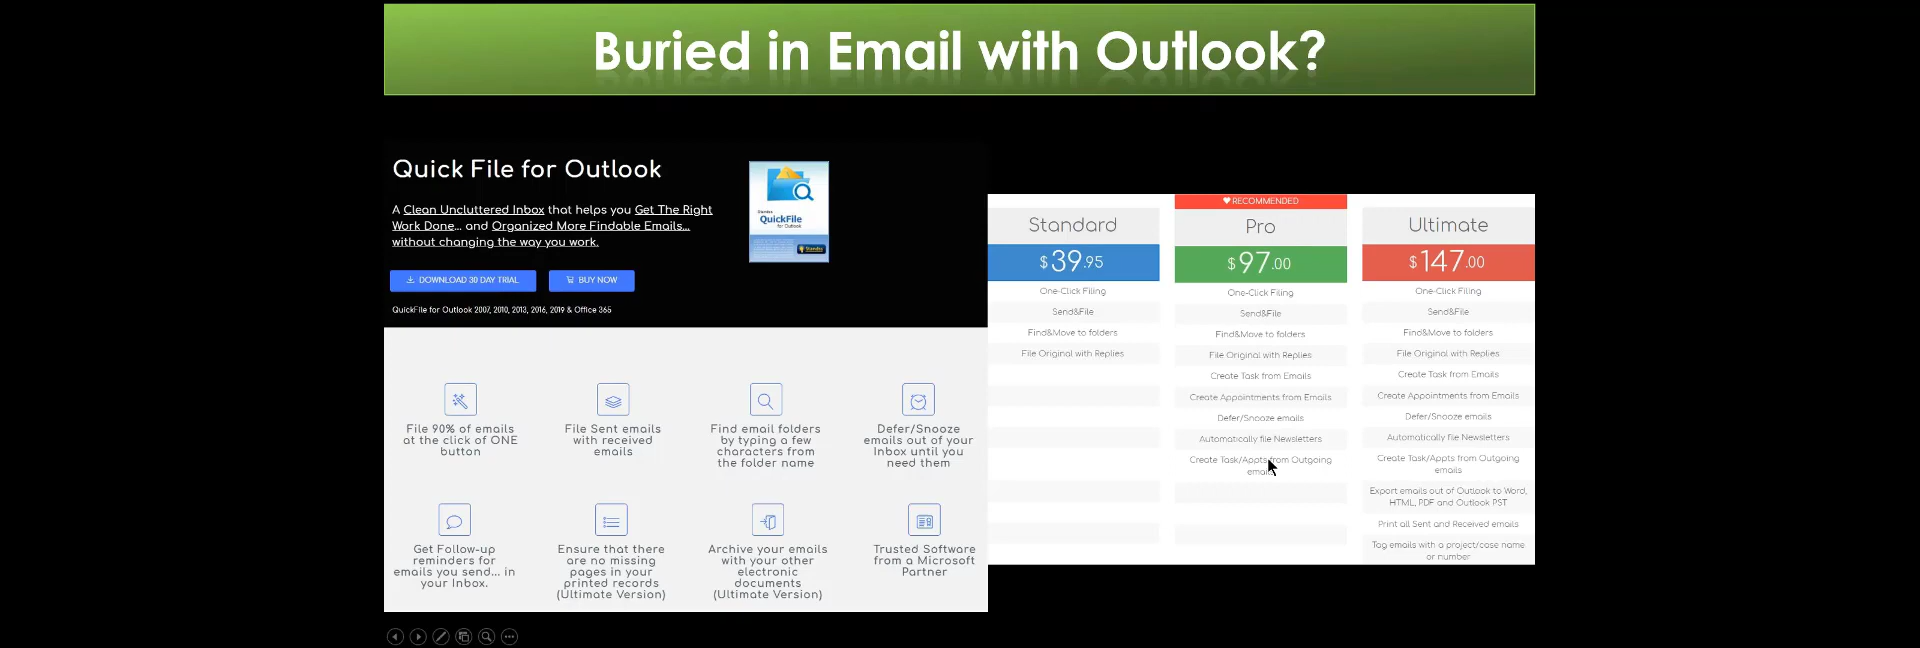 Buried in Email with Outlook?
Quick File for Outlook
A Clean Uncluttered Inbox that helps you Get The Right
Work Done... and Organized More Findable Emails...
without changing the way you work.
DOWNLOAD 30 DAY TRIAL
BUY NOW
QuickFile for Outlook 2007, 2010, 2013, 2016, 2019 & Office 365
QuickFile
for Outlook
File 90% of emails
at the click of ONE
button
File Sent emails
with received
emails
Find email folders
by typing a few
characters from
the folder name
Defer/Snooze
emails out of your
Inbox until you
need them
Get Follow-up
reminders for
emails you send... in
your Inbox.
Ensure that there
are no missing
pages in your
printed records
(Ultimate Version)
Archive your emails
with your other
electronic
documents
(Ultimate Version)
Trusted Software
from a Microsoft
Partner
Standard
$39.95
One-Click Filing
Send&File
Find&Move to folders
File Original with Replies
RECOMMENDED
Pro
$97.00
One-Click Filing
Send&File
Find&Move to folders
File Original with Replies
Create Task from Emails
Create Appointments from Emails
Defer/Snooze emails
Automatically file Newsletters
Create Task/Appts from Outgoing
emails
Ultimate
$147.00
One-Click Filing
Send&File
Find&Move to folders
File Original with Replies
Create Task from Emails
Create Appointments from Emails
Defer/Snooze emails
Automatically file Newsletters
Create Task/Appts from Outgoing
emails
Export emails out of Outlook to Word,
HTML, PDF and Outlook PST
Print all Sent and Received emails
Tag emails with a project/case name
or number